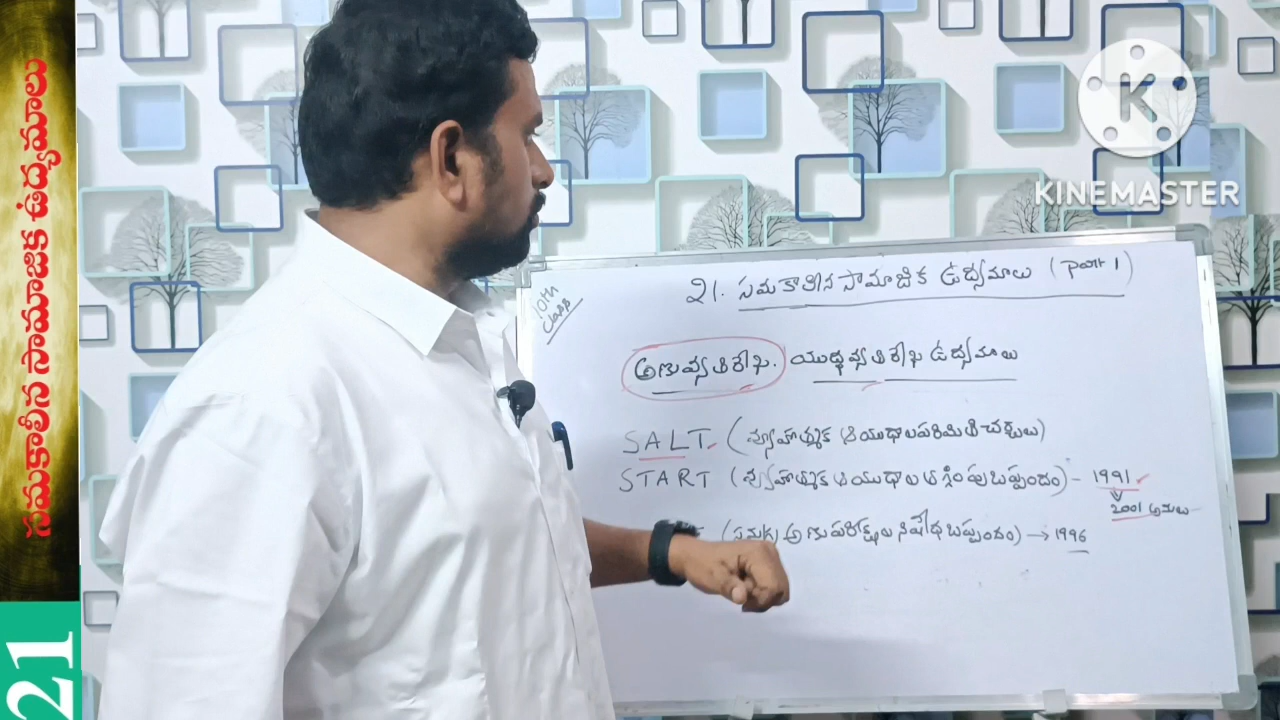 సమకాలీన సామాజిక ఉద్యమాలు
21
KINEMASTER
10th
Class
21. సమకాలీన సామాజిక ఉద్యమాలు (part 1)
అణువ్యతిరేఖ. యుద్ధవ్యతిరేఖ ఉద్యమాలు
SALT. (వ్యూహాత్మక ఆయుధాలపరిమితి చర్చలు)
START (వ్యూహాత్మక ఆయుధాల తగ్గింపు ఒప్పందం) - 1991
2001 అమలు
(సమగ్ర అణుపరీక్షల నిషేధ ఒప్పందం) → 1996